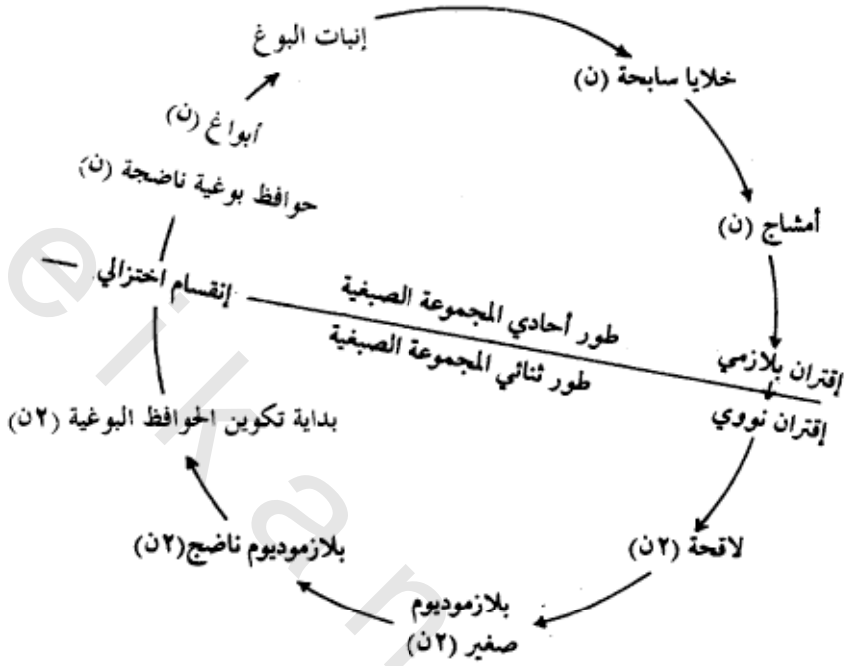 إنبات البوغ
خلايا سابحة (ن)
أبواغ (ن)
حوافظ بوغية ناضجة (ن)
أمشاج (ن)
إنقسام اختزالي
طور أحادي المجموعة الصبغية
طور ثنائي المجموعة الصبغية
إقتران بلازمي
إقتران نووي
بداية تكوين الحوافظ البوغية (٢ن)
لاقحة (٢ن)
بلازموديوم ناضج (٢ن)
بلازموديوم
صغير (٢ن)
eikan